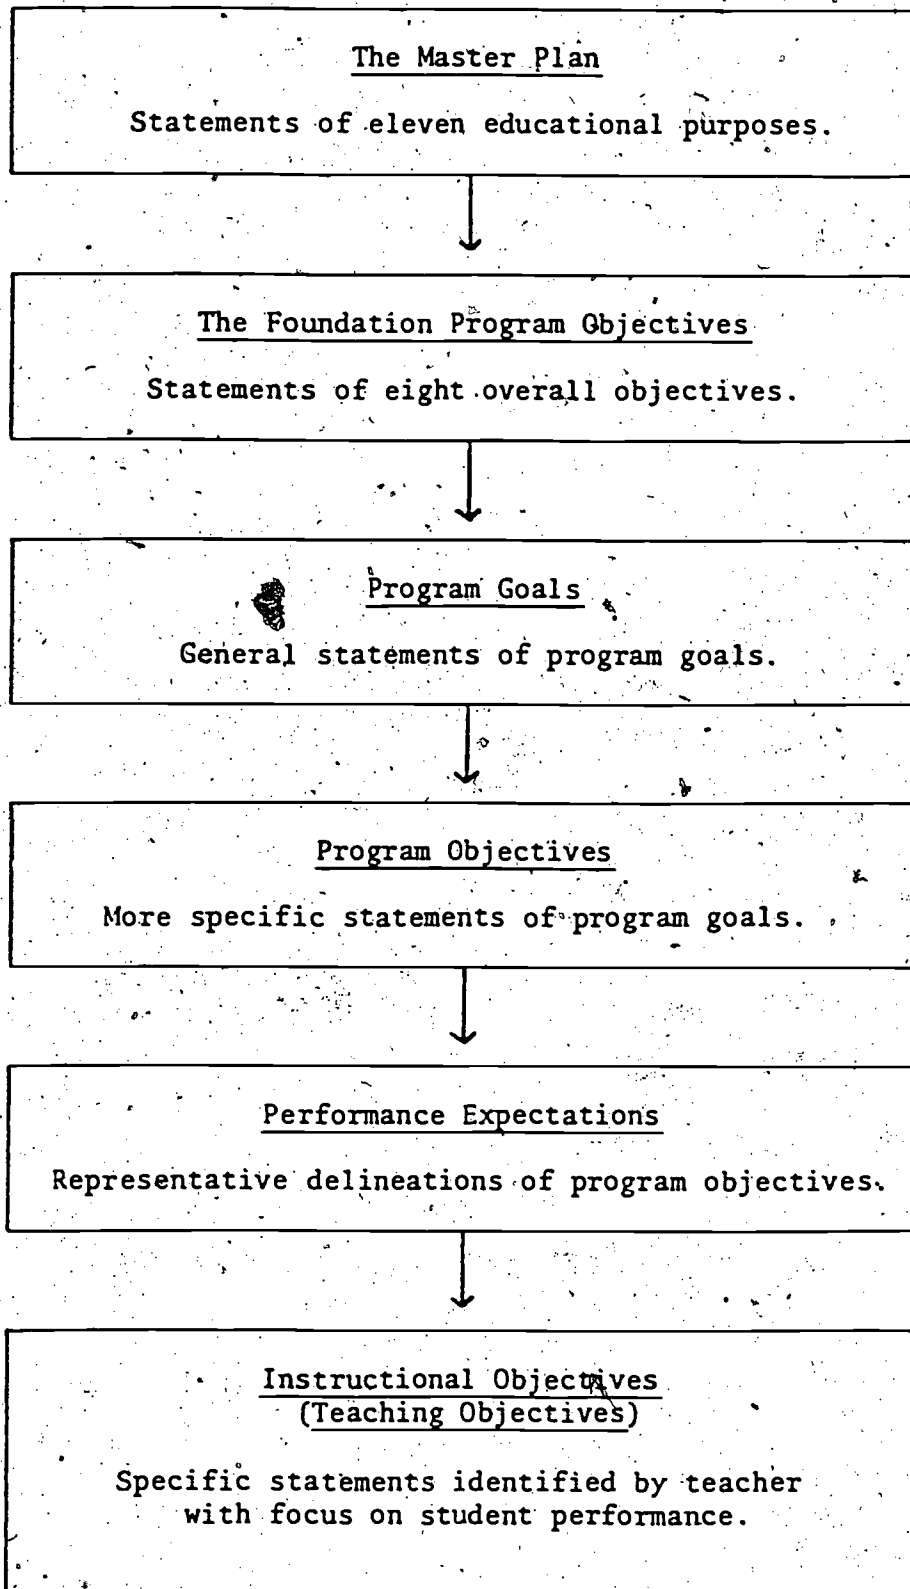 The Master Plan
Statements of eleven educational purposes.
The Foundation Program Objectives
Statements of eight overall objectives.
Program Goals
General statements of program goals.
Program Objectives
More specific statements of program goals.
Performance Expectations
Representative delineations of program objectives.
Instructional Objectives
(Teaching Objectives)
Specific statements identified by teacher
with focus on student performance.